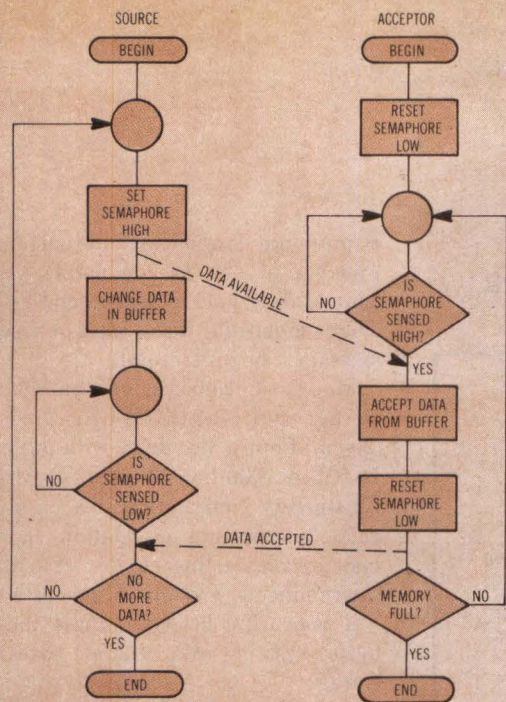 SOURCE
BEGIN
SET
SEMAPHORE
HIGH
DATA AVAILABLE
CHANGE DATA
IN BUFFER
NO
IS
SEMAPHORE
SENSED
LOW?
DATA ACCEPTED
NO
NO
MORE
DATA?
YES
END
ACCEPTOR
BEGIN
RESET
SEMAPHORE
LOW
NO
IS
SEMAPHORE
SENSED
HIGH?
YES
ACCEPT DATA
FROM BUFFER
RESET
SEMAPHORE
LOW
MEMORY
FULL?
NO
YES
END